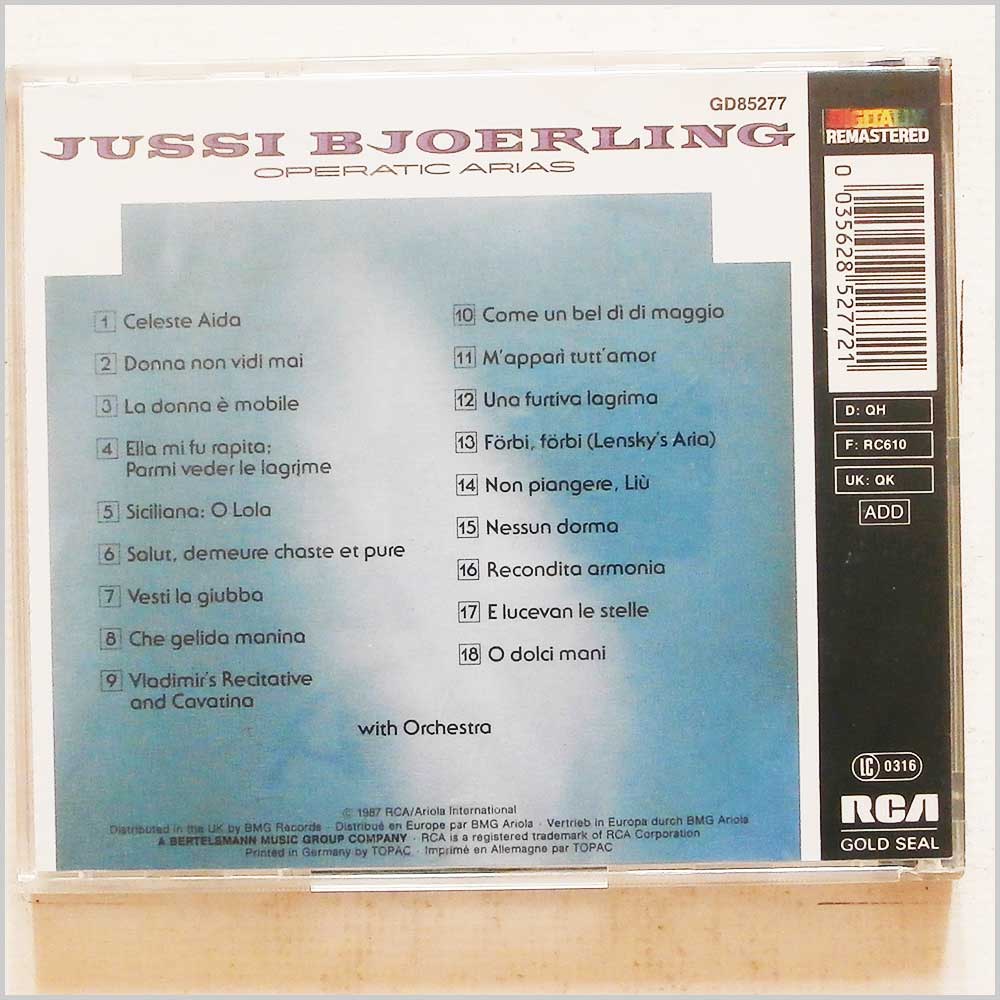 GD85277
JUSSI BJOERLING
OPERATIC ARIAS
1 Celeste Aida
2 Donna non vidi mai
3 La donna è mobile
4 Ella mi fu rapita;
Parmi veder le lagrime
5 Siciliana: O Lola
6 Salut, demeure chaste et pure
7 Vesti la giubba
8 Che gelida manina
9 Vladimir's Recitative
and Cavatina
10 Come un bel dì di maggio
11 M'apparì tutt'amor
12 Una furtiva lagrima
13 Förbi, förbi (Lensky's Aria)
14 Non piangere, Liù
15 Nessun dorma
16 Recondita armonia
17 E lucevan le stelle
18 O dolci mani
with Orchestra
© 1987 RCA/Ariola International
Distributed in the UK by BMG Records · Distribué en Europe par BMG Ariola · Vertrieb in Europa durch BMG Ariola
A BERTELSMANN MUSIC GROUP COMPANY · RCA is a registered trademark of RCA Corporation
Printed in Germany by TOPAC · Imprimé en Allemagne par TOPAC
DIGITALLY
REMASTERED
0 035628 527721
D: QH
F: RC610
UK: QK
ADD
LC 0316
RCA
GOLD SEAL